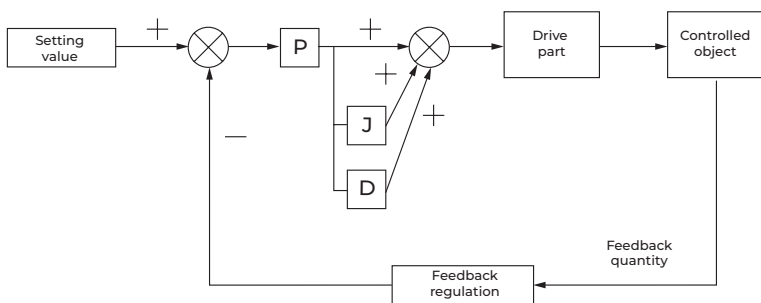 Setting
value
+
P
+
+
+
J
D
Drive
part
Controlled
object
—
Feedback
quantity
Feedback
regulation